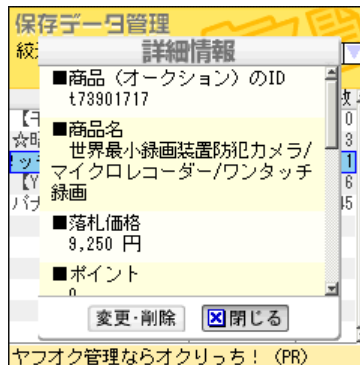 保存データ管理
詳細情報
■商品（オークション）のID
t73901717
■商品名
世界最小録画装置防犯カメラ/
マイクロレコーダー/ワンタッチ
録画
■落札価格
9,250 円
■ポイント
0
変更・削除
閉じる
ヤフオク管理ならオクりっち！ (PR)